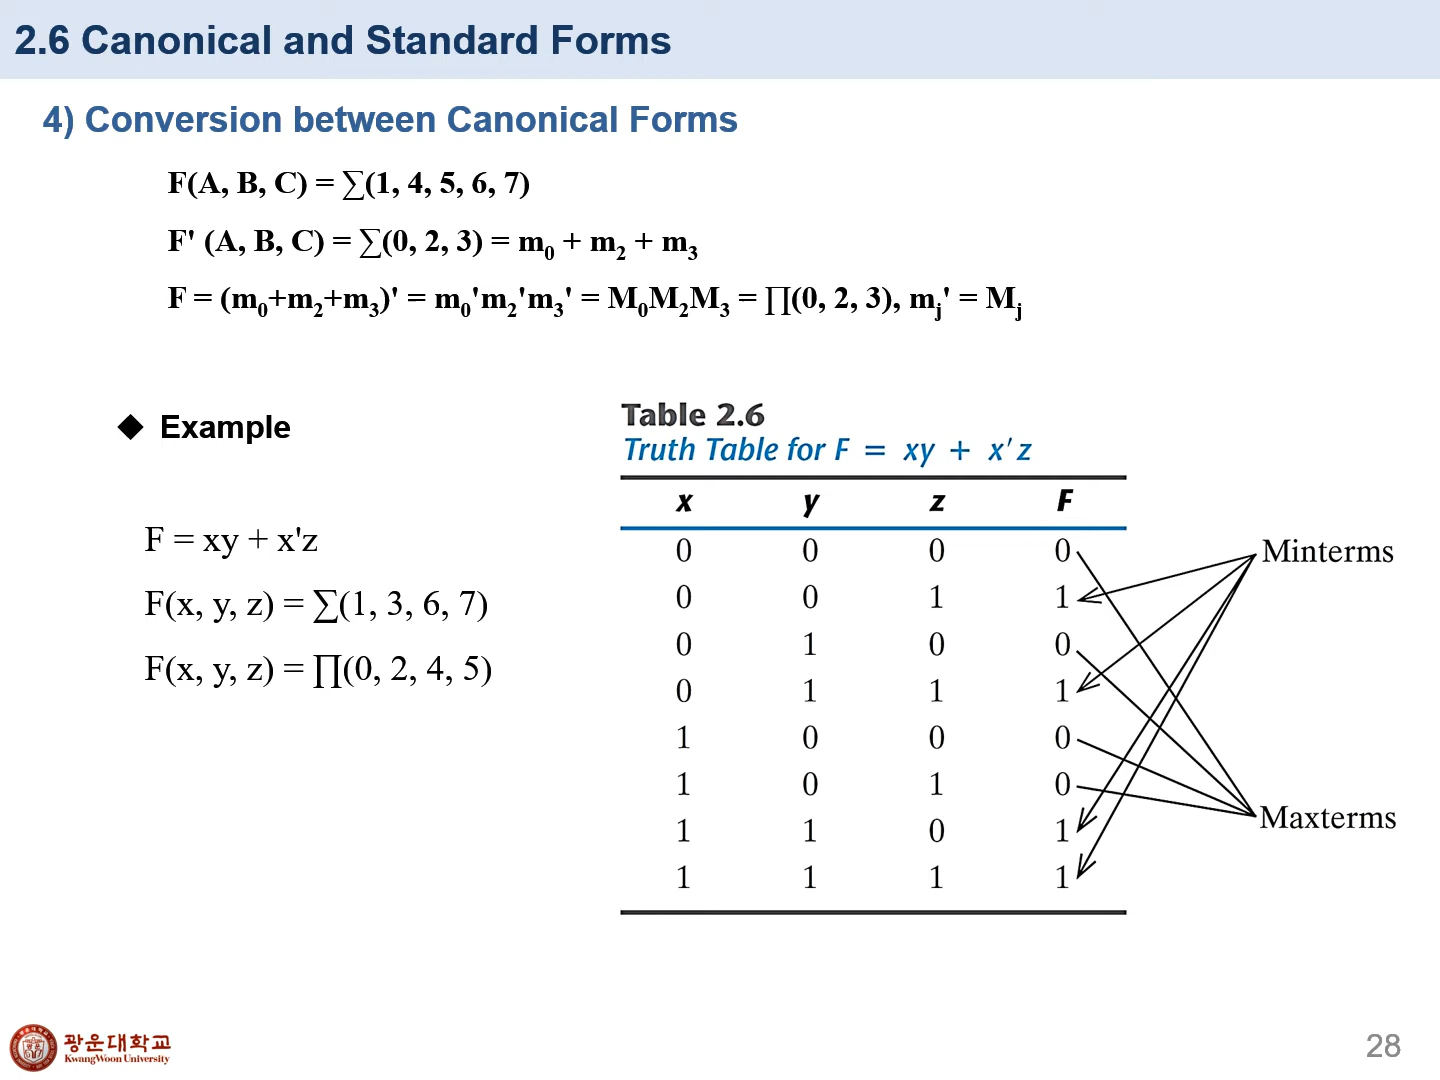 2.6 Canonical and Standard Forms
4) Conversion between Canonical Forms
F(A, B, C) = ∑(1, 4, 5, 6, 7)
F' (A, B, C) = ∑(0, 2, 3) = m₀ + m₂ + m₃
F = (m₀+m₂+m₃)' = m₀'m₂'m₃' = M₀M₂M₃ = ∏(0, 2, 3), mⱼ' = Mⱼ
◆ Example
F = xy + x'z
F(x, y, z) = ∑(1, 3, 6, 7)
F(x, y, z) = ∏(0, 2, 4, 5)
Table 2.6
Truth Table for F = xy + x'z
x y z F
0 0 0 0
0 0 1 1
0 1 0 0
0 1 1 1
1 0 0 0
1 0 1 0
1 1 0 1
1 1 1 1
Minterms
Maxterms
광운대학교
KwangWoon University
28